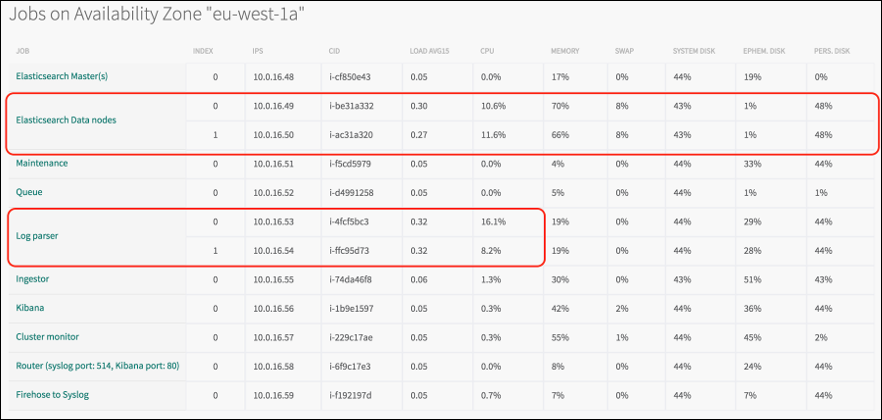 Jobs on Availability Zone "eu-west-1a"
JOB INDEX IPS CID LOAD AVG15 CPU MEMORY SWAP SYSTEM DISK EPHEM. DISK PERS. DISK
Elasticsearch Master(s) 0 10.0.16.48 i-cf850e43 0.05 0.0% 17% 0% 44% 19% 0%
0 10.0.16.49 i-be31a332 0.30 10.6% 70% 8% 43% 1% 48%
Elasticsearch Data nodes
1 10.0.16.50 i-ac31a320 0.27 11.6% 66% 8% 43% 1% 48%
Maintenance 0 10.0.16.51 i-f5cd5979 0.05 0.0% 4% 0% 44% 33% 44%
Queue 0 10.0.16.52 i-d4991258 0.05 0.0% 5% 0% 44% 1% 1%
0 10.0.16.53 i-4fcf5bc3 0.32 16.1% 19% 0% 44% 29% 44%
Log parser
1 10.0.16.54 i-ffc95d73 0.32 8.2% 19% 0% 44% 28% 44%
Ingestor 0 10.0.16.55 i-74da46f8 0.06 1.3% 30% 0% 43% 51% 43%
Kibana 0 10.0.16.56 i-1b9e1597 0.05 0.3% 42% 2% 44% 36% 44%
Cluster monitor 0 10.0.16.57 i-229c17ae 0.05 0.3% 55% 1% 44% 45% 2%
Router (syslog port: 514, Kibana port: 80) 0 10.0.16.58 i-6f9c17e3 0.05 0.0% 8% 0% 44% 24% 44%
Firehose to Syslog 0 10.0.16.59 i-f192197d 0.05 0.7% 7% 0% 44% 7% 44%